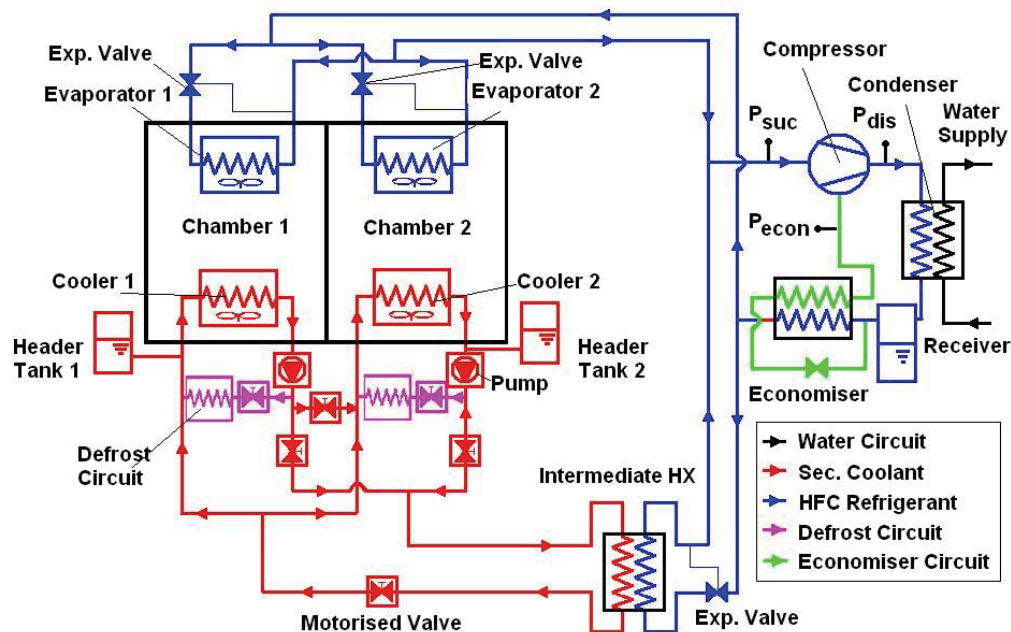 Exp. Valve
Evaporator 1
Exp. Valve
Evaporator 2
Compressor
Condenser
Water
Supply
Psuc
Pdis
Pecon
Chamber 1
Chamber 2
Cooler 1
Cooler 2
Header
Tank 1
Header
Tank 2
Pump
Receiver
Economiser
Defrost
Circuit
Intermediate HX
Motorised Valve
Exp. Valve
Water Circuit
Sec. Coolant
HFC Refrigerant
Defrost Circuit
Economiser Circuit